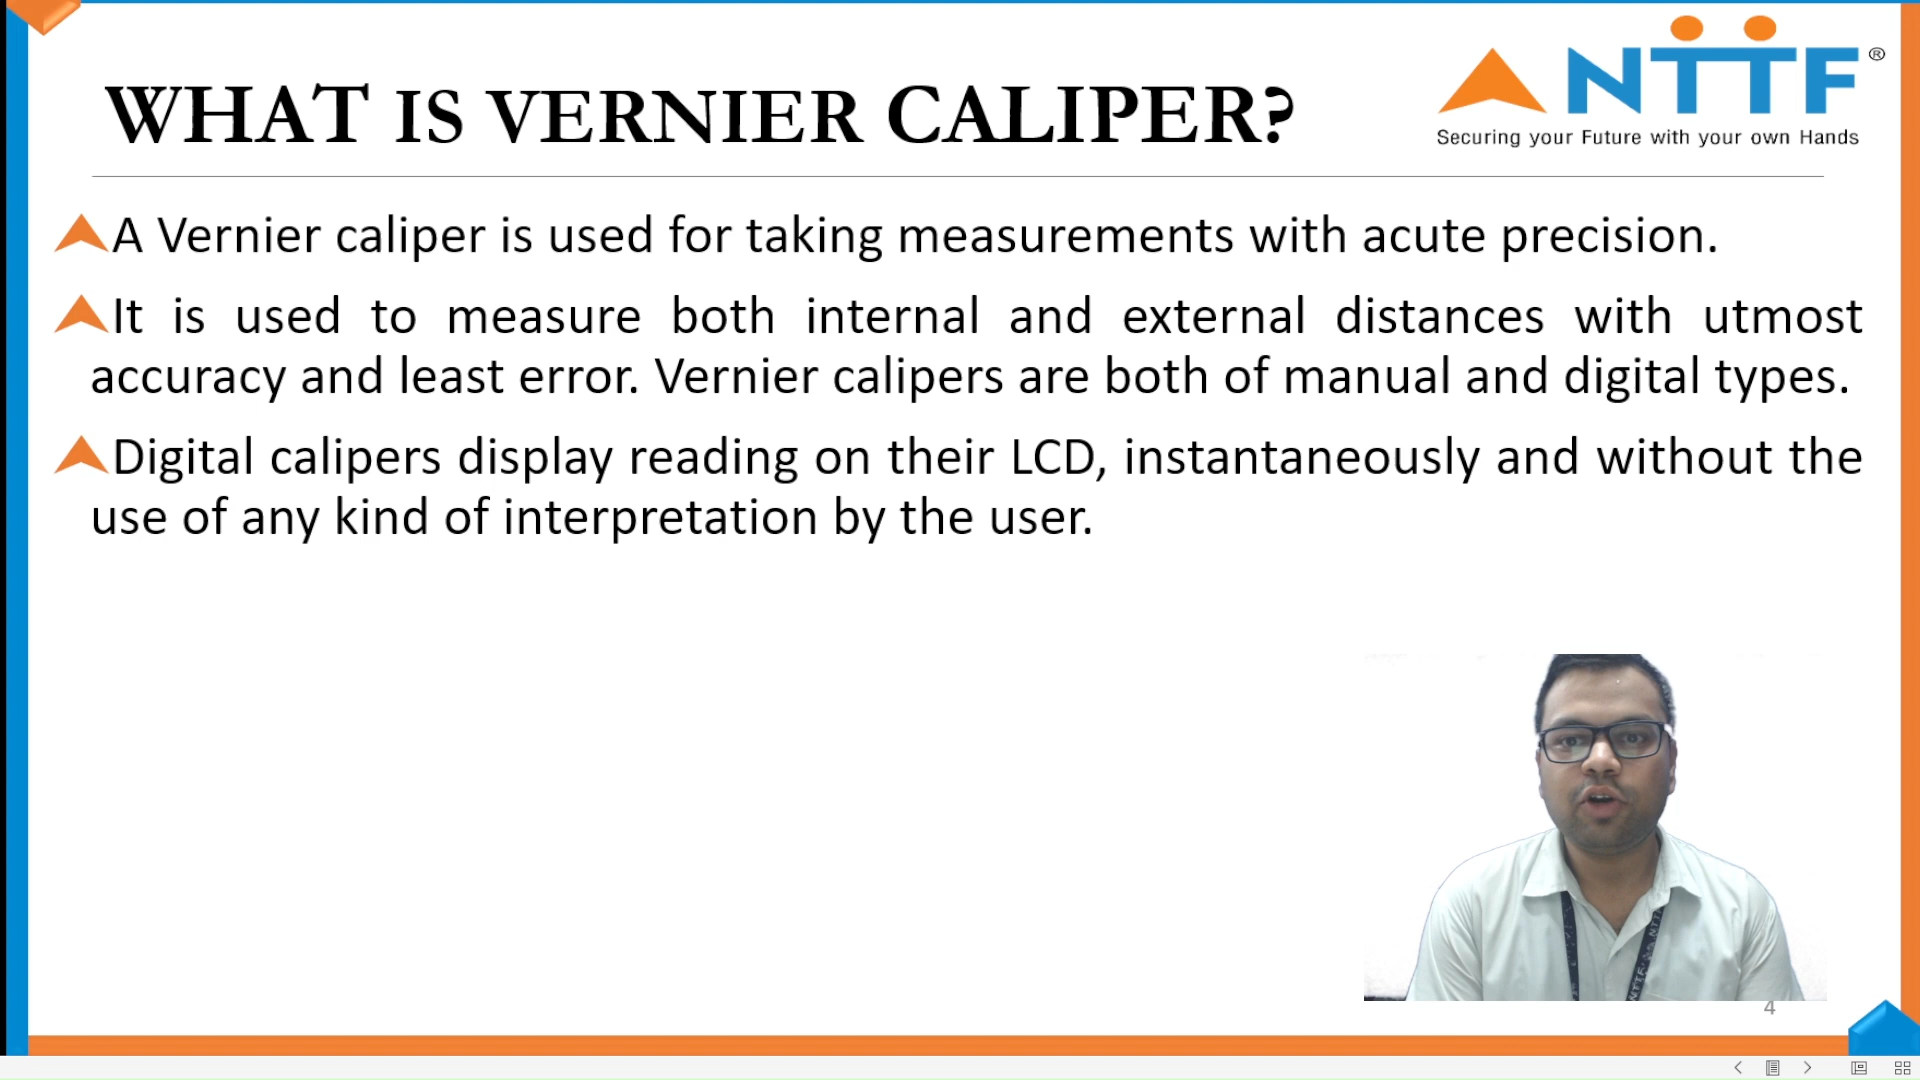 NTTF®
Securing your Future with your own Hands
WHAT IS VERNIER CALIPER?
A Vernier caliper is used for taking measurements with acute precision.
It is used to measure both internal and external distances with utmost
accuracy and least error. Vernier calipers are both of manual and digital types.
Digital calipers display reading on their LCD, instantaneously and without the
use of any kind of interpretation by the user.
NTTF
4